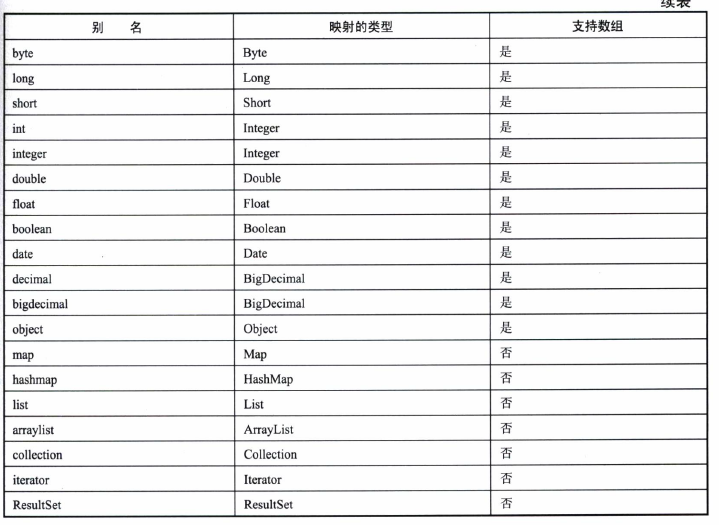 续表
别 名 映射的类型 支持数组
byte Byte 是
long Long 是
short Short 是
int Integer 是
integer Integer 是
double Double 是
float Float 是
boolean Boolean 是
date Date 是
decimal BigDecimal 是
bigdecimal BigDecimal 是
object Object 是
map Map 否
hashmap HashMap 否
list List 否
arraylist ArrayList 否
collection Collection 否
iterator Iterator 否
ResultSet ResultSet 否